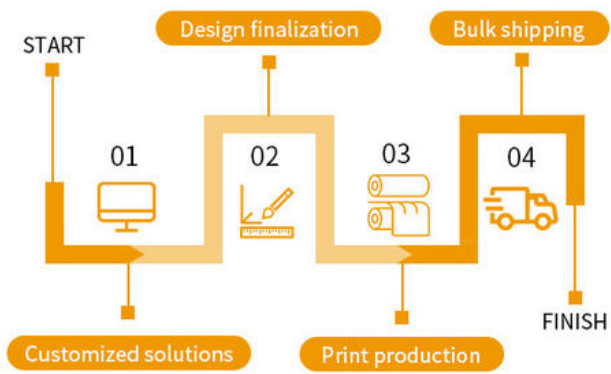 START
Design finalization
Bulk shipping
01
02
03
04
Customized solutions
Print production
FINISH